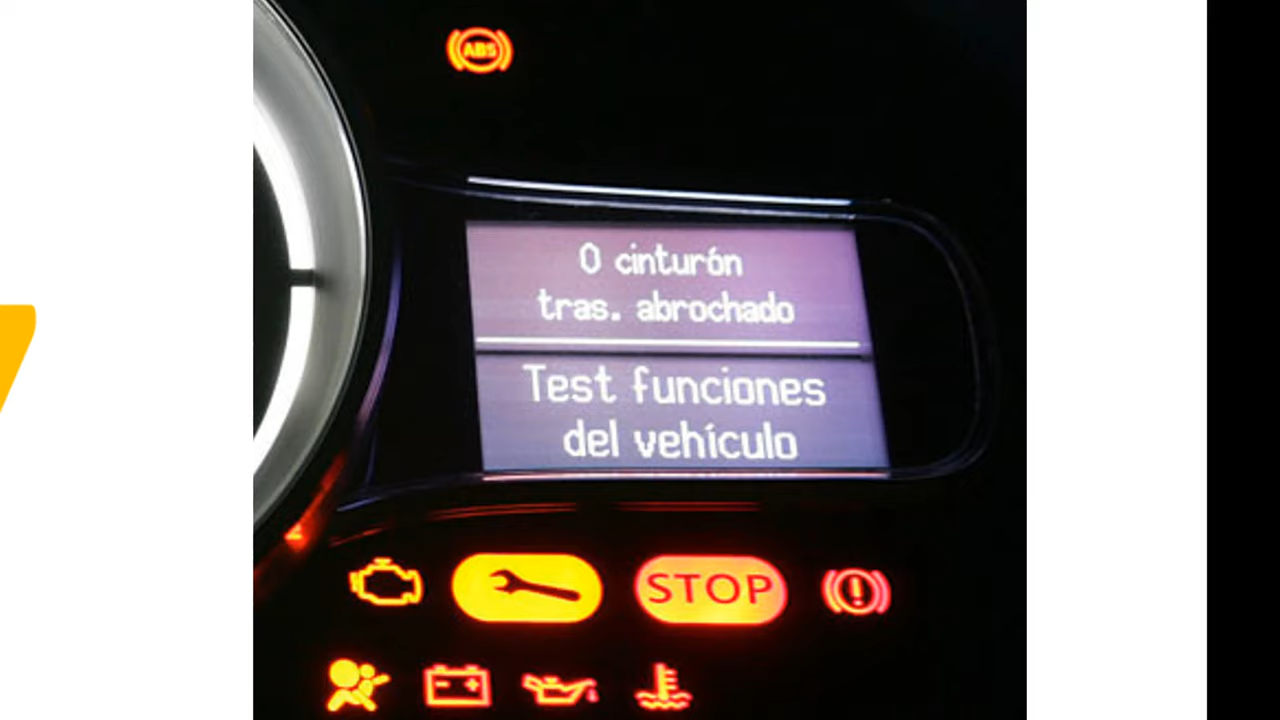 ABS
0 cinturón
tras. abrochado
Test funciones
del vehículo
STOP